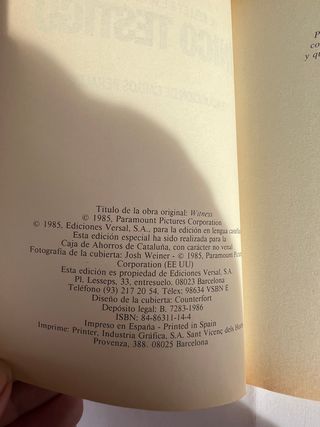 Título de la obra original: Witness
© 1985, Paramount Pictures Corporation
© 1985, Ediciones Versal, S.A., para la edición en lengua
Esta edición especial ha sido realizada para la
Caja de Ahorros de Cataluña, con carácter no venal
Fotografía de la cubierta: Josh Weiner - © 1985, Paramount
Corporation (EE UU)
Esta edición es propiedad de Ediciones Versal, S.A.
Pl. Lesseps, 33, entresuelo. 08023 Barcelona
Teléfono (93) 217 20 54. Télex: 98634 VSBN E
Diseño de la cubierta: Counterfort
Depósito legal: B. 7283-1986
ISBN: 84-86311-14-4
Impreso en España - Printed in Spain
Imprime: Printer, Industria Gráfica, S.A. Sant Vicenç dels
Provenza, 388. 08025 Barcelona
P
co
y qu